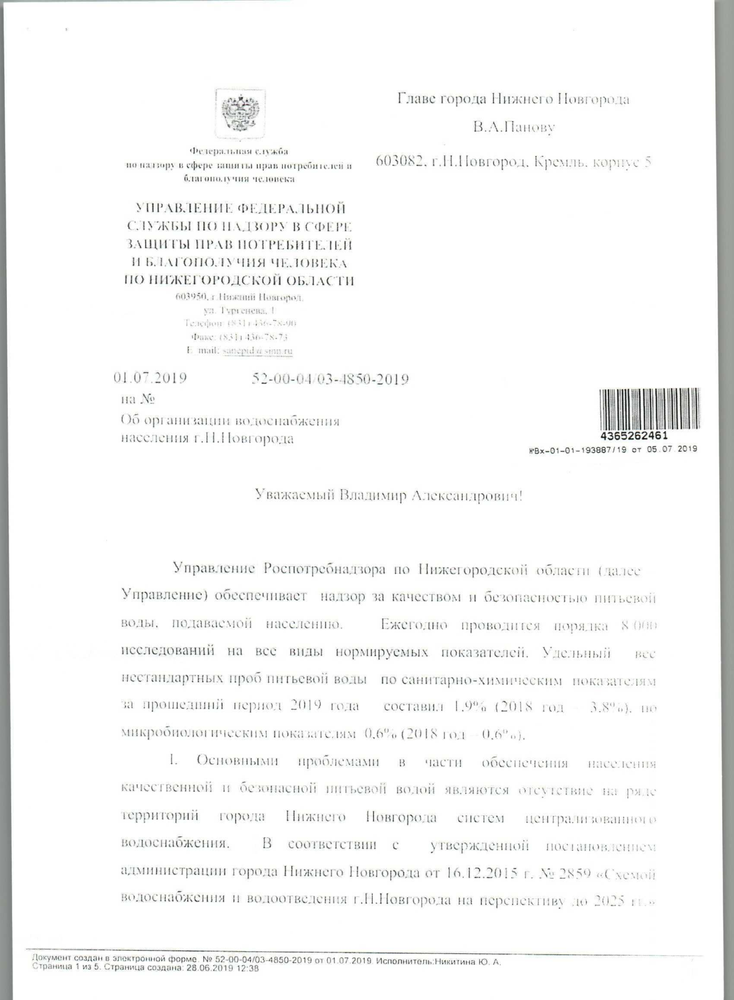 Главе города Нижнего Новгорода
В.А.Панову
603082, г.Н.Новгород, Кремль, корпус 5
Федеральная служба
по надзору в сфере защиты прав потребителей и
благополучия человека
УПРАВЛЕНИЕ ФЕДЕРАЛЬНОЙ
СЛУЖБЫ ПО НАДЗОРУ В СФЕРЕ
ЗАЩИТЫ ПРАВ ПОТРЕБИТЕЛЕЙ
И БЛАГОПОЛУЧИЯ ЧЕЛОВЕКА
ПО НИЖЕГОРОДСКОЙ ОБЛАСТИ
603950, г.Нижний Новгород,
ул. Тургенева, 1
Телефон: (831) 436-78-90
Факс: (831) 436-78-73
E mail: sanepid@sinn.ru
01.07.2019 52-00-04/03-4850-2019
на №
Об организации водоснабжения
населения г.Н.Новгорода
4365262461
№Вх-01-01-193887/19 от 05.07.2019
Уважаемый Владимир Александрович!
Управление Роспотребнадзора по Нижегородской области (далее
Управление) обеспечивает надзор за качеством и безопасностью питьевой
воды, подаваемой населению. Ежегодно проводится порядка 8 000
исследований на все виды нормируемых показателей. Удельный вес
нестандартных проб питьевой воды по санитарно-химическим показателям
за прошедший период 2019 года составил 1,9% (2018 год – 3,8%), по
микробиологическим показателям 0,6% (2018 год – 0,6%).
1. Основными проблемами в части обеспечения населения
качественной и безопасной питьевой водой являются отсутствие на ряде
территорий города Нижнего Новгорода систем централизованного
водоснабжения. В соответствии с утвержденной постановлением
администрации города Нижнего Новгорода от 16.12.2015 г. № 2859 «Схемой
водоснабжения и водоотведения г.Н.Новгорода на перспективу до 2025 гг.»
Документ создан в электронной форме. № 52-00-04/03-4850-2019 от 01.07.2019. Исполнитель:Никитина Ю. А.
Страница 1 из 5. Страница создана: 28.06.2019 12:38